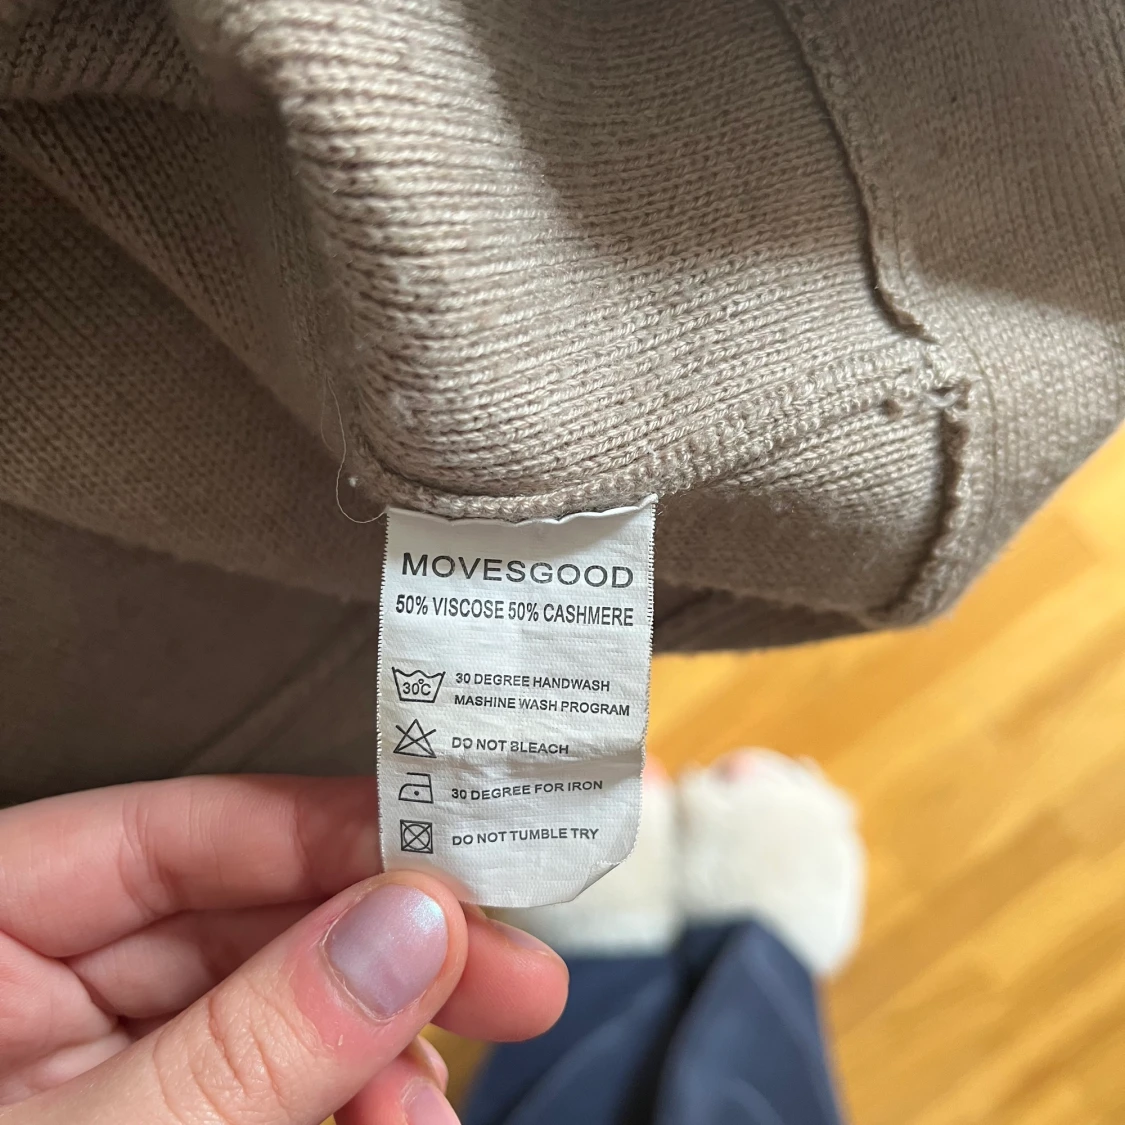 MOVESGOOD
50% VISCOSE 50% CASHMERE
30°C 30 DEGREE HANDWASH
MASHINE WASH PROGRAM
DO NOT BLEACH
30 DEGREE FOR IRON
DO NOT TUMBLE TRY